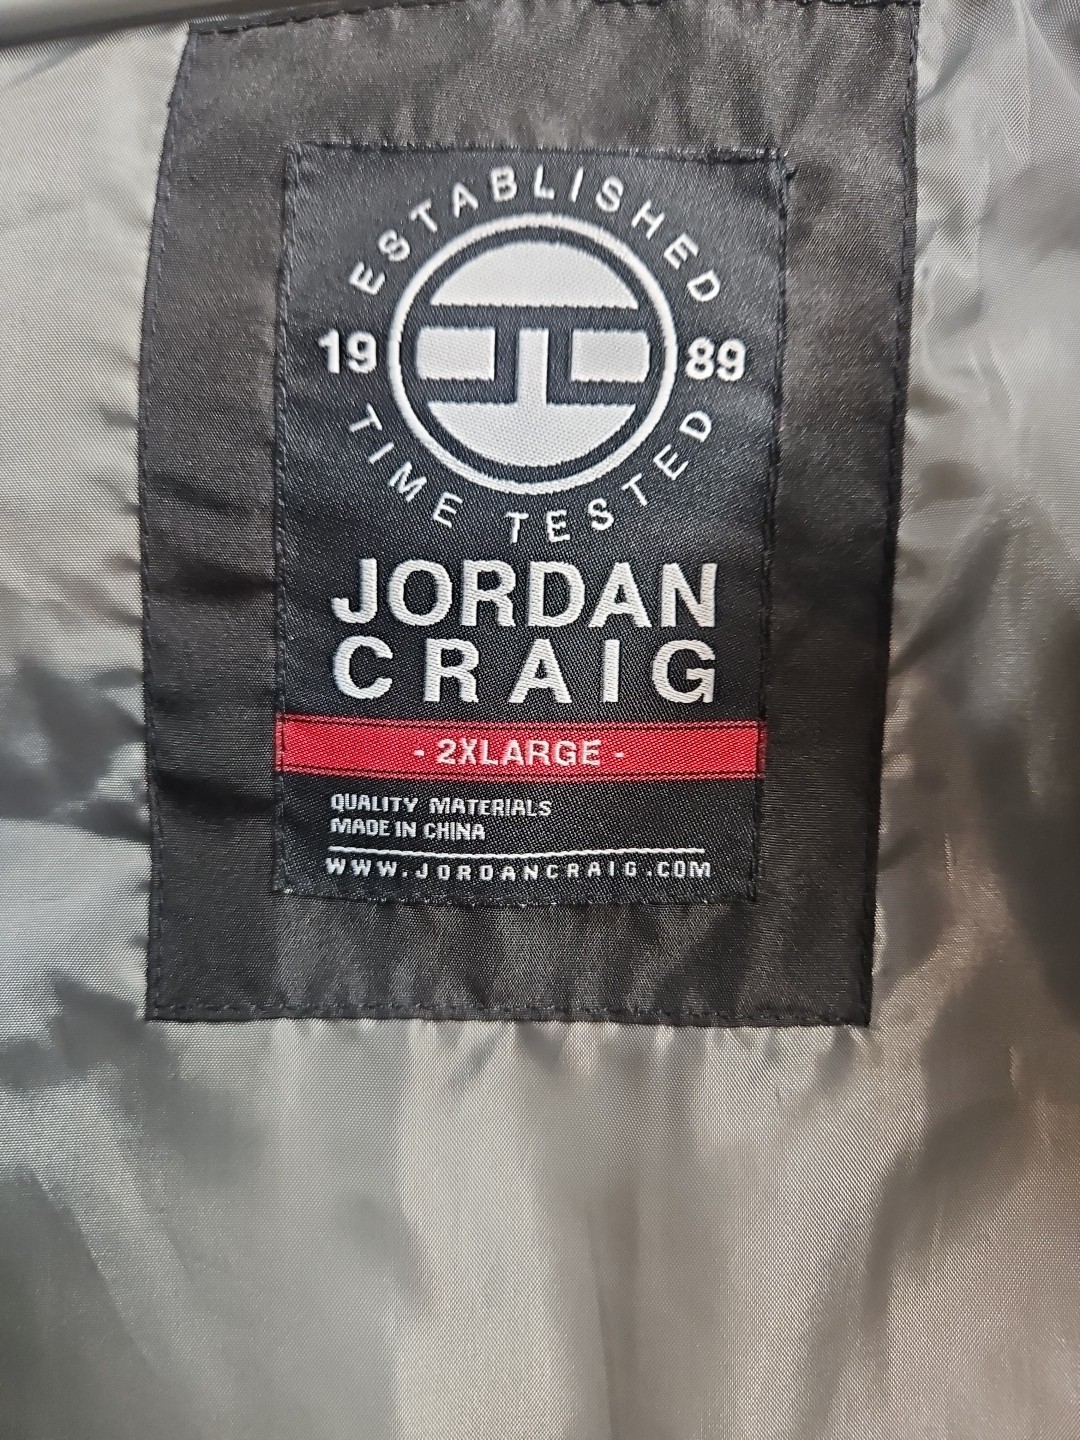 ESTABLISHED
19 89
TIME TESTED
JORDAN
CRAIG
- 2XLARGE -
QUALITY MATERIALS
MADE IN CHINA
WWW.JORDANCRAIG.COM